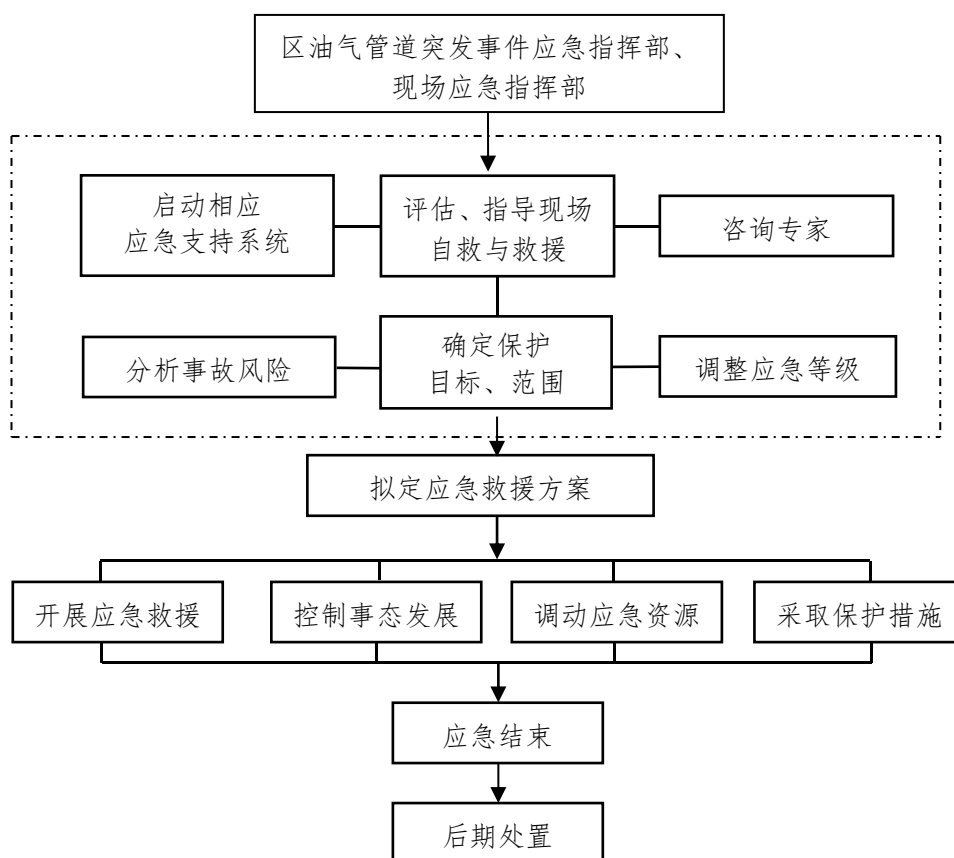 区油气管道突发事件应急指挥部、
现场应急指挥部
启动相应
应急支持系统
评估、指导现场
自救与救援
咨询专家
分析事故风险
确定保护
目标、范围
调整应急等级
拟定应急救援方案
开展应急救援
控制事态发展
调动应急资源
采取保护措施
应急结束
后期处置